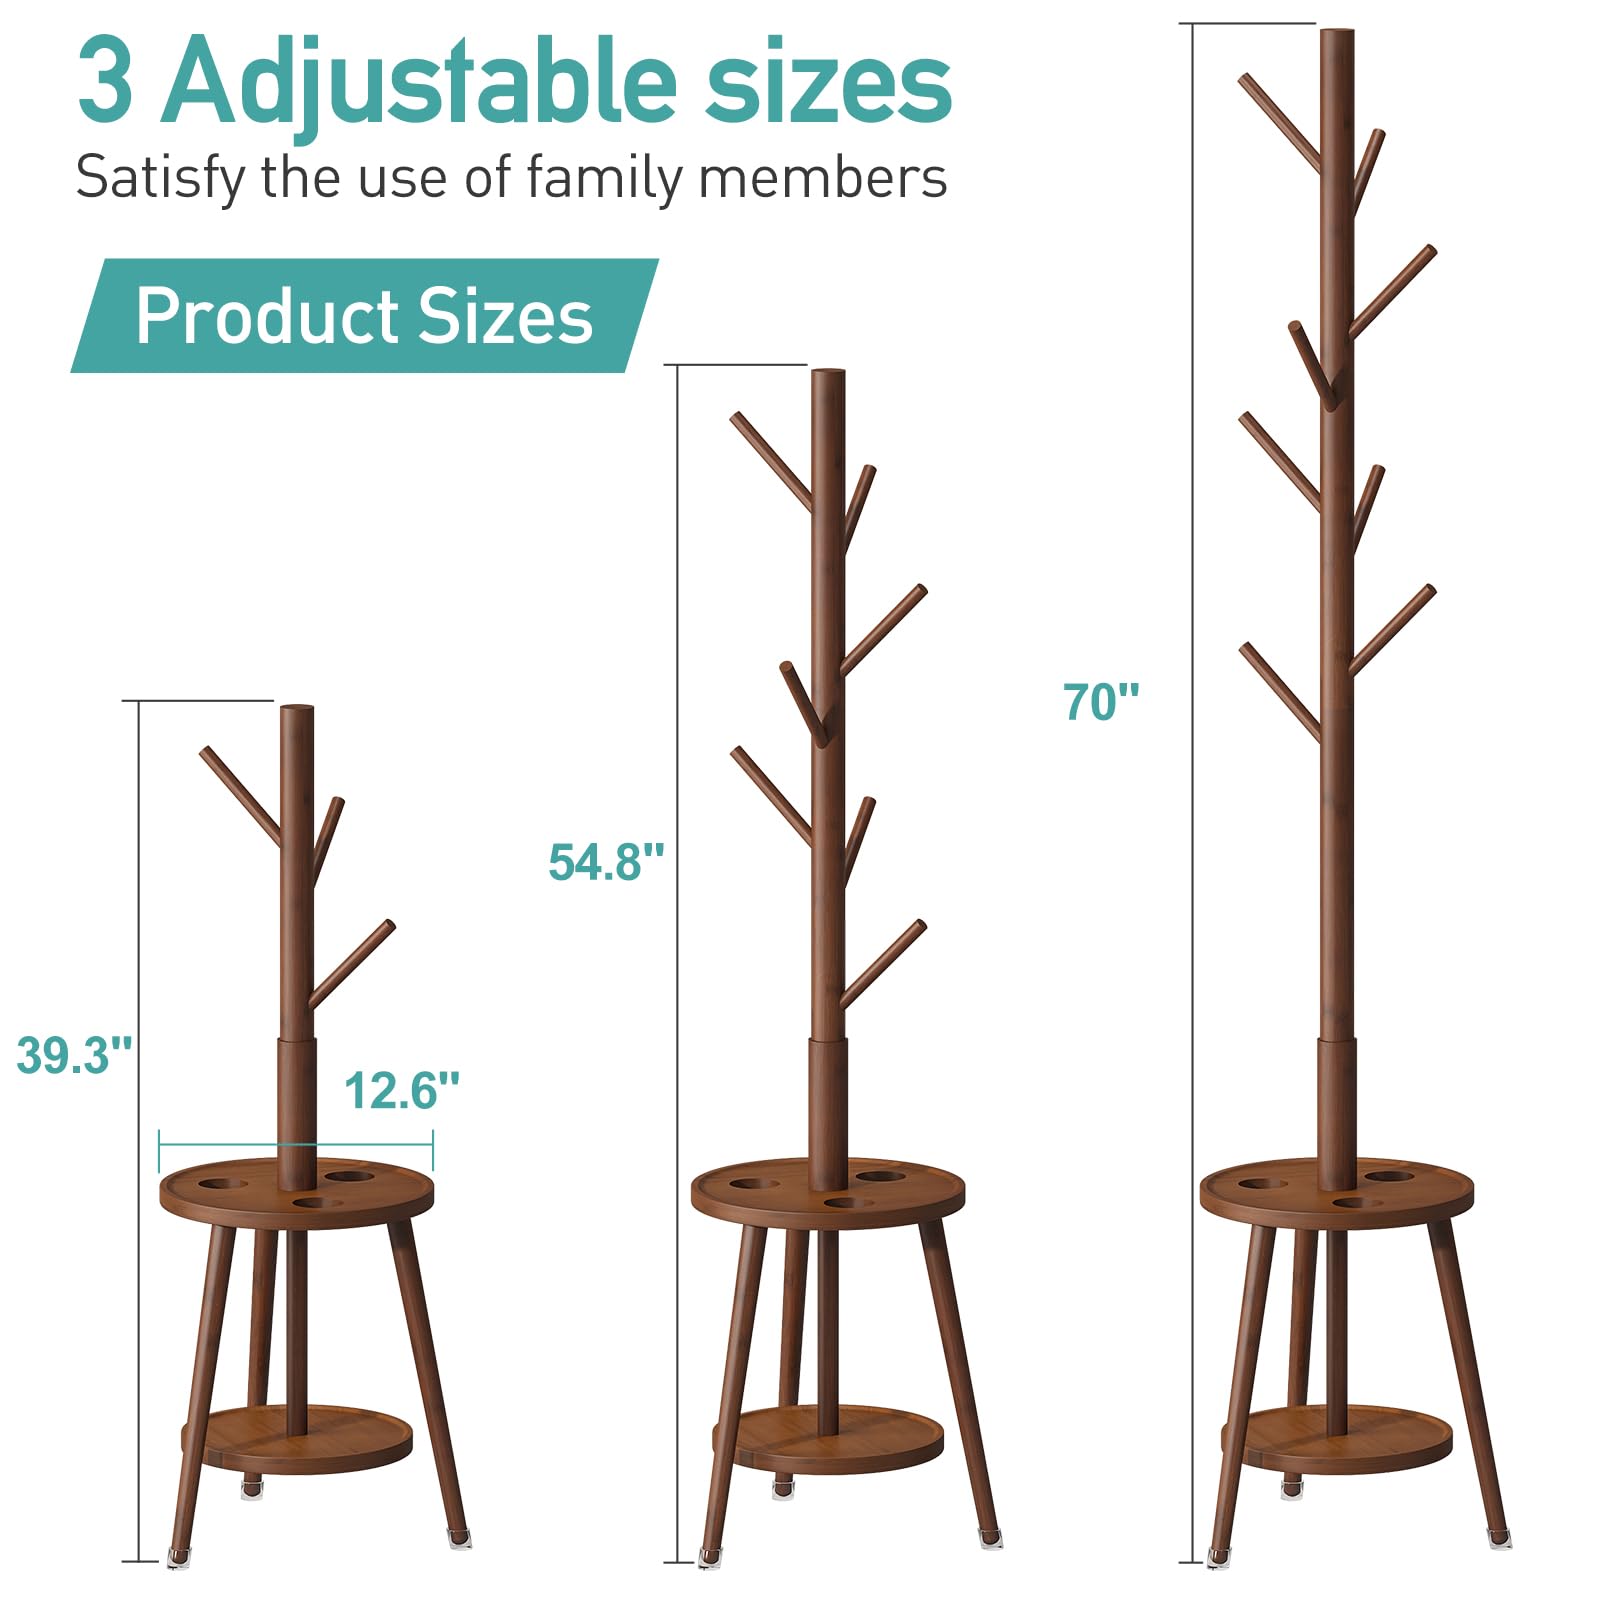 3 Adjustable sizes
Satisfy the use of family members
Product Sizes
70"
54.8"
39.3"
12.6"